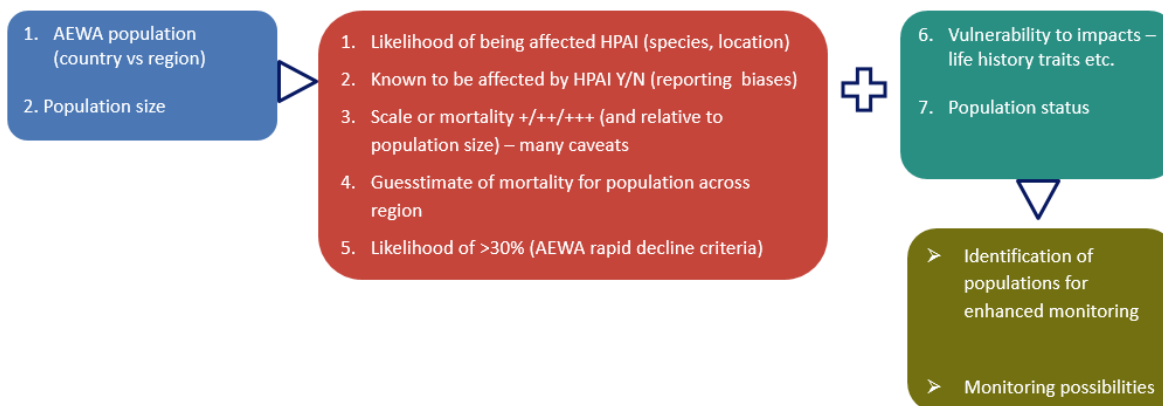 1. AEWA population
(country vs region)
2. Population size
1. Likelihood of being affected HPAI (species, location)
2. Known to be affected by HPAI Y/N (reporting biases)
3. Scale or mortality +/++/+++ (and relative to
population size) – many caveats
4. Guesstimate of mortality for population across
region
5. Likelihood of >30% (AEWA rapid decline criteria)
6. Vulnerability to impacts –
life history traits etc.
7. Population status
➢ Identification of
populations for
enhanced monitoring
➢ Monitoring possibilities